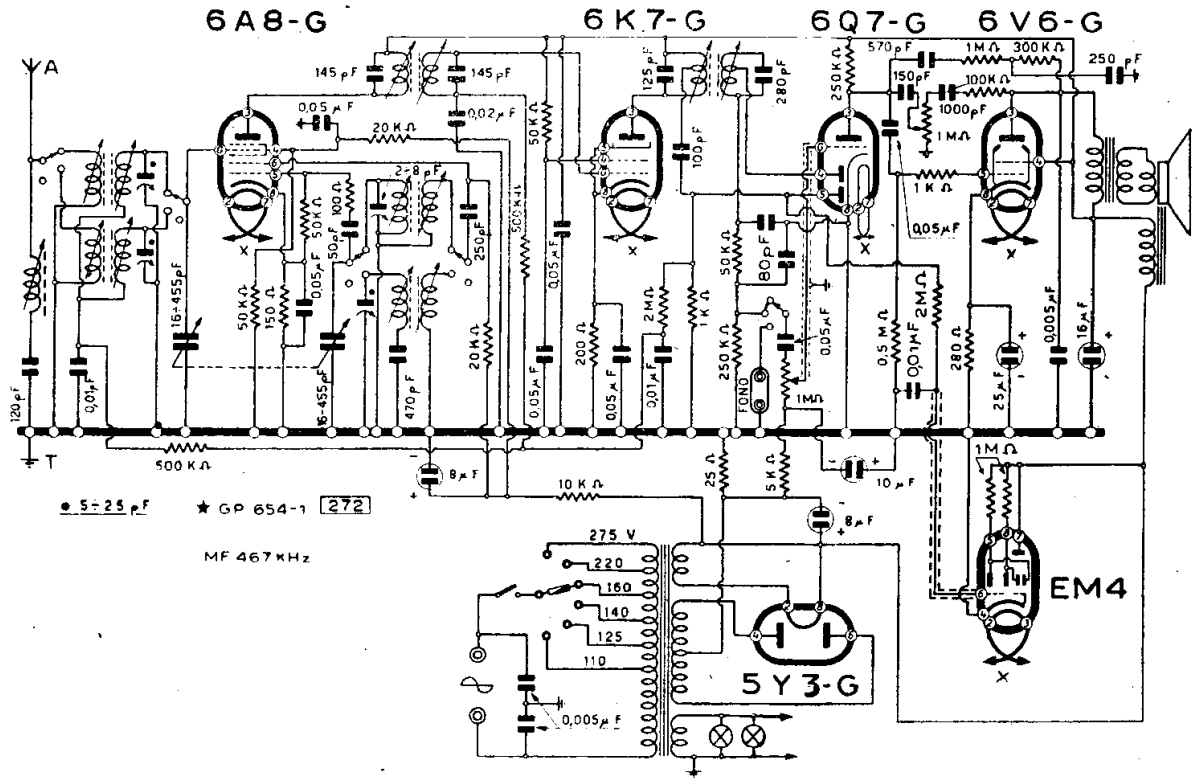 6A8-G
6K7-G
6Q7-G
6V6-G
A
145 pF
145 pF
0,05 µF
0,02 µF
20 KΩ
50 KΩ
125 pF
280 pF
100 pF
250 KΩ
570 pF
150 pF
1 MΩ
300 KΩ
250 pF
100 KΩ
1000 pF
1 MΩ
1 KΩ
0,05 µF
2÷8 pF
50 KΩ
100 Ω
50 pF
250 pF
500 KΩ
0,05 µF
50 KΩ
80 pF
16÷455 pF
50 KΩ
150 Ω
0,05 µF
16-455 pF
470 pF
20 KΩ
0,05 µF
200 Ω
0,05 µF
2 MΩ
0,01 µF
1 K
250 KΩ
FONO
0,05 µF
1 MΩ
0,5 M
0,01 µF
2 MΩ
280 Ω
25 µF
0,005 µF
16 µF
120 pF
0,01 µF
T
500 KΩ
8 µF
10 KΩ
25 Ω
5 KΩ
8 µF
10 µF
1 MΩ
● 5÷25 pF
★ GP 654-1 272
MF 467 KHz
275 V
220
160
140
125
110
0,005 µF
5Y3-G
EM4
X
X
X
X
X